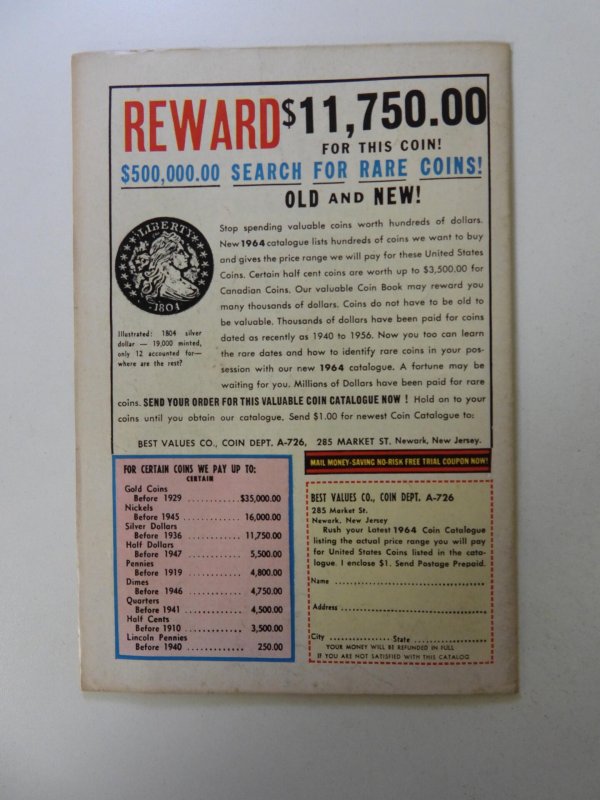 REWARD $11,750.00
FOR THIS COIN!
$500,000.00 SEARCH FOR RARE COINS!
OLD AND NEW!
LIBERTY
1804
Illustrated: 1804 silver
dollar — 19,000 minted,
only 12 accounted for—
where are the rest?
Stop spending valuable coins worth hundreds of dollars.
New 1964 catalogue lists hundreds of coins we want to buy
and gives the price range we will pay for these United States
Coins. Certain half cent coins are worth up to $3,500.00 for
Canadian Coins. Our valuable Coin Book may reward you
many thousands of dollars. Coins do not have to be old to
be valuable. Thousands of dollars have been paid for coins
dated as recently as 1940 to 1956. Now you too can learn
the rare dates and how to identify rare coins in your pos-
session with our new 1964 catalogue. A fortune may be
waiting for you. Millions of Dollars have been paid for rare
coins. SEND YOUR ORDER FOR THIS VALUABLE COIN CATALOGUE NOW ! Hold on to your
coins until you obtain our catalogue. Send $1.00 for newest Coin Catalogue to:
BEST VALUES CO., COIN DEPT. A-726, 285 MARKET ST. Newark, New Jersey.
FOR CERTAIN COINS WE PAY UP TO:
CERTAIN
Gold Coins
Before 1929 ............$35,000.00
Nickels
Before 1945 ............ 16,000.00
Silver Dollars
Before 1936 ............ 11,750.00
Half Dollars
Before 1947 ............ 5,500.00
Pennies
Before 1919 ............ 4,800.00
Dimes
Before 1946 ............ 4,750.00
Quarters
Before 1941 ............ 4,500.00
Half Cents
Before 1910 ............ 3,500.00
Lincoln Pennies
Before 1940 ............ 250.00
MAIL MONEY-SAVING NO-RISK FREE TRIAL COUPON NOW!
BEST VALUES CO., COIN DEPT. A-726
285 Market St.
Newark, New Jersey
Rush your Latest 1964 Coin Catalogue
listing the actual price range you will pay
for United States Coins listed in the cata-
logue. I enclose $1. Send Postage Prepaid.
Name ................................
Address ................................
City ................ State ................
YOUR MONEY WILL BE REFUNDED IN FULL
IF YOU ARE NOT SATISFIED WITH THIS CATALOG